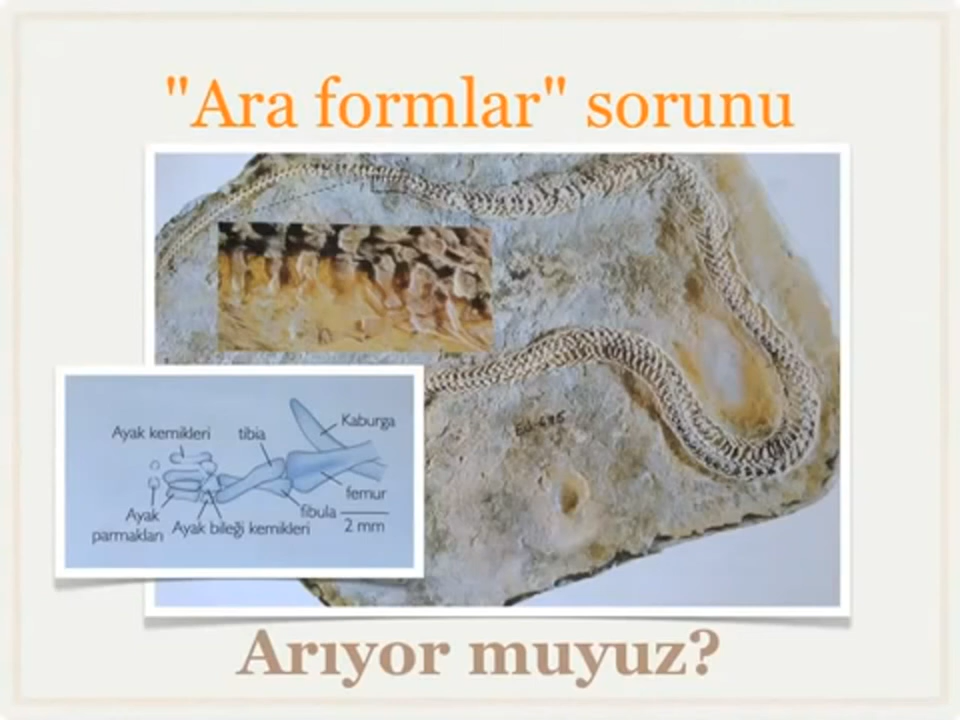 "Ara formlar" sorunu
Ayak kemikleri
tibia
Kaburga
femur
fibula
2 mm
Ayak
parmakları
Ayak bileği kemikleri
Arıyor muyuz?